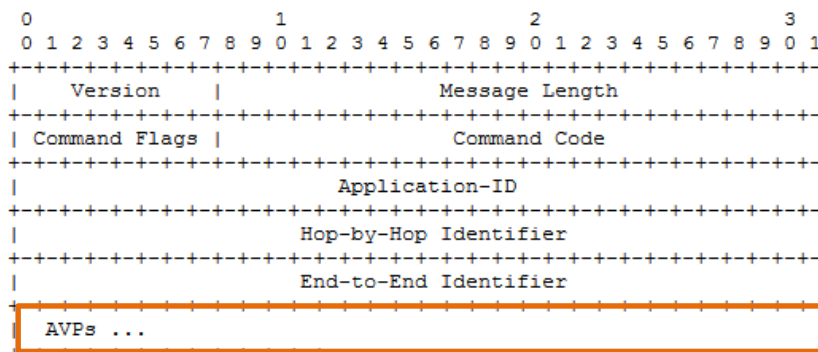 0                   1                   2                   3
 0 1 2 3 4 5 6 7 8 9 0 1 2 3 4 5 6 7 8 9 0 1 2 3 4 5 6 7 8 9 0 1
+-+-+-+-+-+-+-+-+-+-+-+-+-+-+-+-+-+-+-+-+-+-+-+-+-+-+-+-+-+-+-+-
|    Version    |                 Message Length
+-+-+-+-+-+-+-+-+-+-+-+-+-+-+-+-+-+-+-+-+-+-+-+-+-+-+-+-+-+-+-+-
| Command Flags |                  Command Code
+-+-+-+-+-+-+-+-+-+-+-+-+-+-+-+-+-+-+-+-+-+-+-+-+-+-+-+-+-+-+-+-
|                         Application-ID
+-+-+-+-+-+-+-+-+-+-+-+-+-+-+-+-+-+-+-+-+-+-+-+-+-+-+-+-+-+-+-+-
|                      Hop-by-Hop Identifier
+-+-+-+-+-+-+-+-+-+-+-+-+-+-+-+-+-+-+-+-+-+-+-+-+-+-+-+-+-+-+-+-
|                      End-to-End Identifier
+-+-+-+-+-+-+-+-+-+-+-+-+-+-+-+-+-+-+-+-+-+-+-+-+-+-+-+-+-+-+-+-
|  AVPs ...